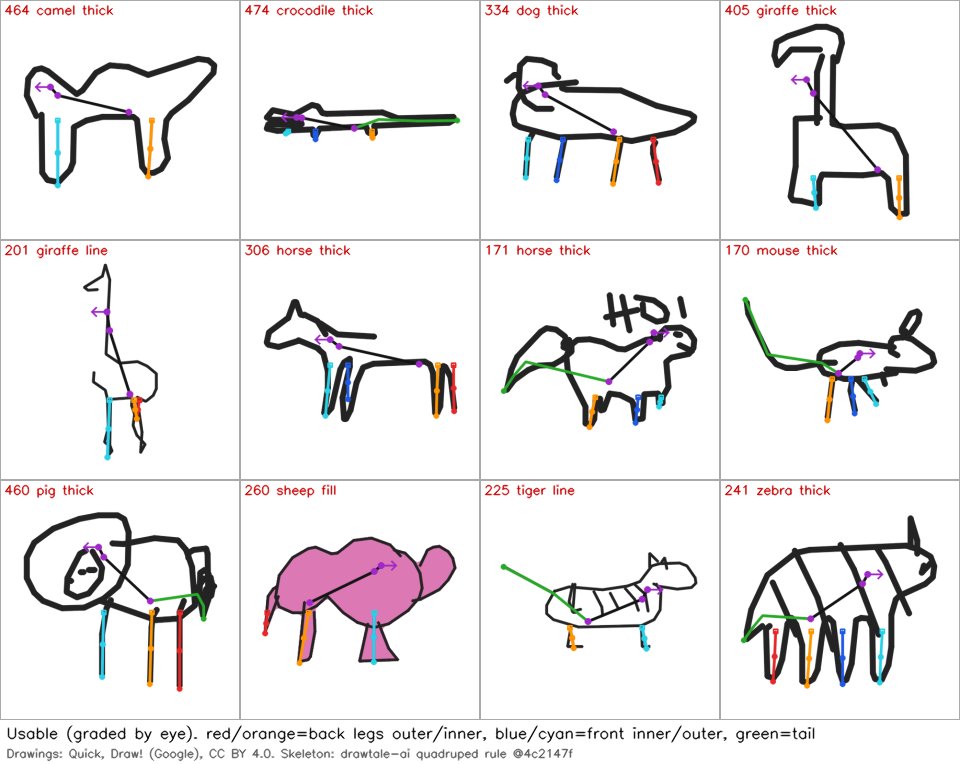 464 camel thick
474 crocodile thick
334 dog thick
405 giraffe thick
201 giraffe line
306 horse thick
171 horse thick
HOI
170 mouse thick
460 pig thick
260 sheep fill
225 tiger line
241 zebra thick
Usable (graded by eye). red/orange=back legs outer/inner, blue/cyan=front inner/outer, green=tail
Drawings: Quick, Draw! (Google), CC BY 4.0. Skeleton: drawtale-ai quadruped rule @4c2147f